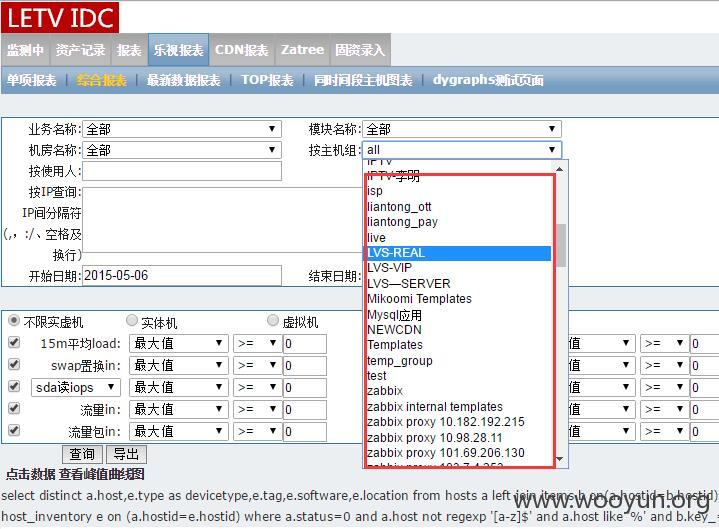 LETV IDC
监测中 资产记录 报表 乐视报表 CDN报表 Zatree 固资录入
单项报表 | 综合报表 | 最新数据报表 | TOP报表 | 同时间段主机图表 | dygraphs测试页面
业务名称: 全部 模块名称: 全部
机房名称: 全部 按主机组: all
按使用人:
按IP查询:
IP间分隔符
(,，:/、空格及
换行)
开始日期: 2015-05-06 结束日期:
IPTV
IPTV-李明
isp
liantong_ott
liantong_pay
live
LVS-REAL
LVS-VIP
LVS—SERVER
Mikoomi Templates
Mysql应用
NEWCDN
Templates
temp_group
test
zabbix
zabbix internal templates
zabbix proxy 10.182.192.215
zabbix proxy 10.98.28.11
zabbix proxy 101.69.206.130
不限实虚机 实体机 虚拟机
15m平均load: 最大值 >= 0 值 >= 0
swap置换in: 最大值 >= 0 值 >= 0
sda读iops 最大值 >= 0 值 >= 0
流量in: 最大值 >= 0 值 >= 0
流量包in: 最大值 >= 0 值 >= 0
查询 导出
点击数据 查看峰值曲线图
select distinct a.host,e.type as devicetype,e.tag,e.software,e.location from hosts a left join items b on(a.hostid=b.hostid)
host_inventory e on (a.hostid=e.hostid) where a.status=0 and a.host not regexp '[a-z]$' and a.host like '%' and b.key_
www.wooyun.org